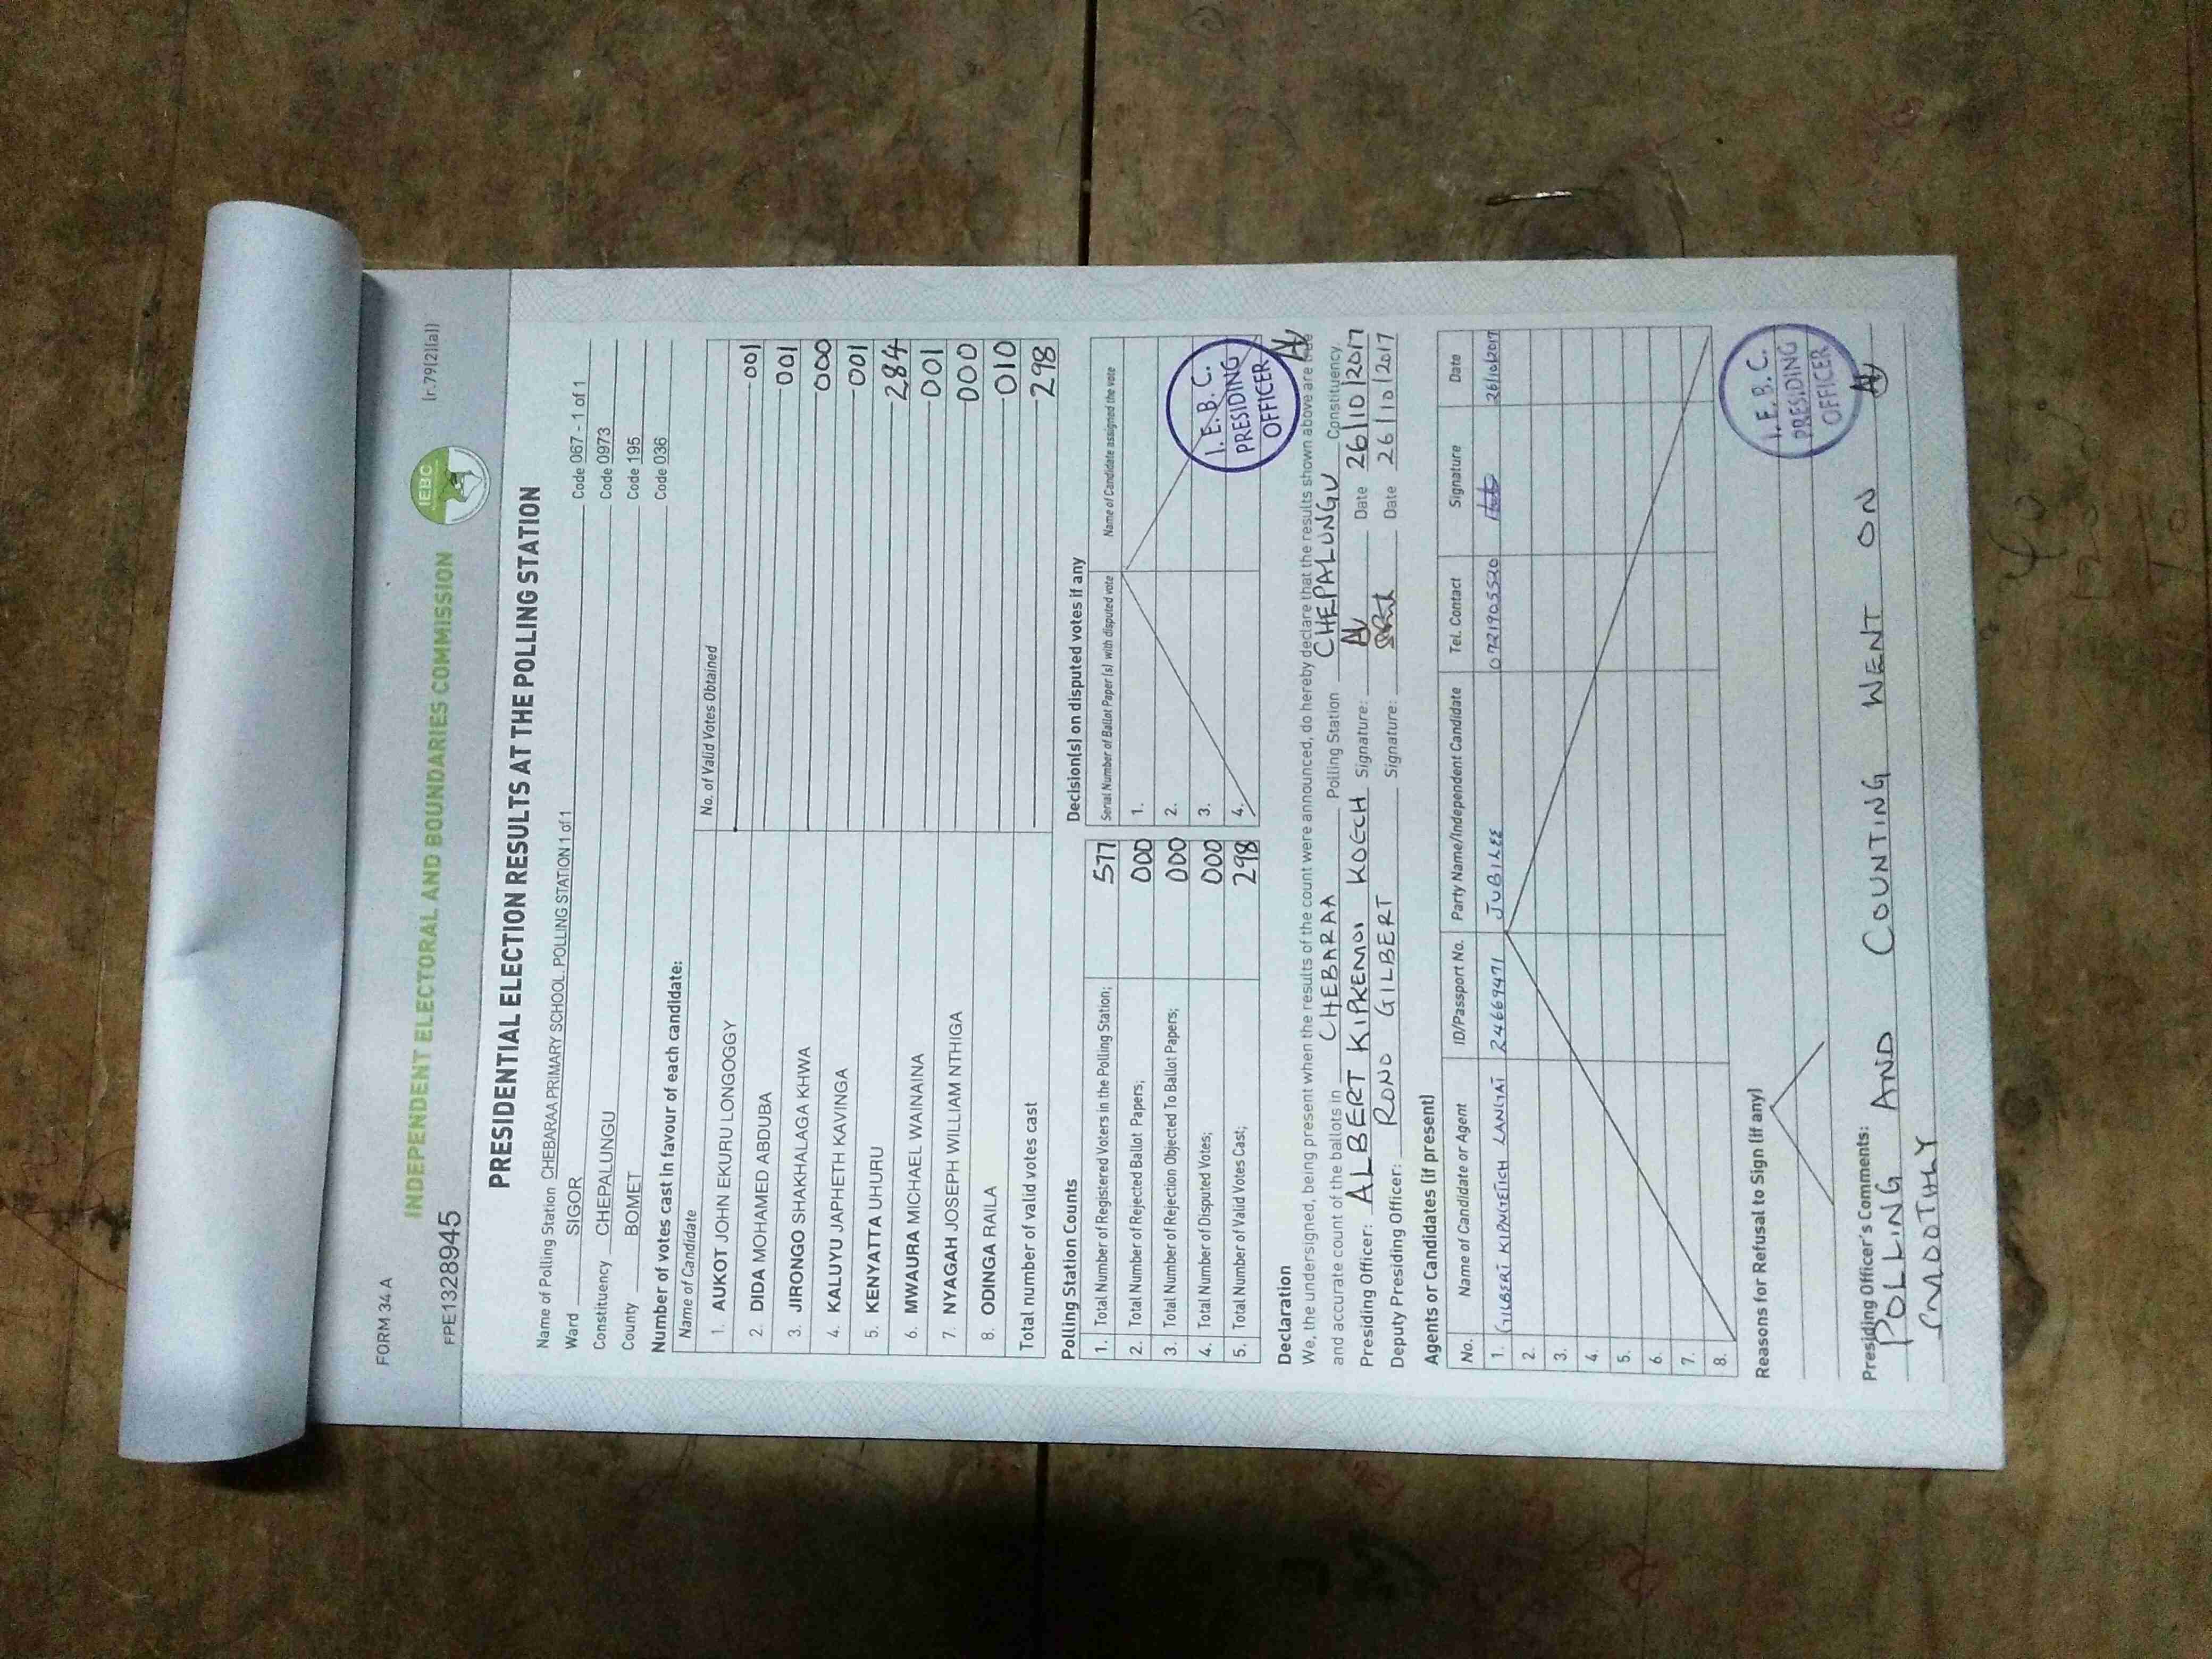 FORM 34 A
(r.79(2)(a))
INDEPENDENT ELECTORAL AND BOUNDARIES COMMISSION
IEBC
FPE13288945
PRESIDENTIAL ELECTION RESULTS AT THE POLLING STATION
Name of Polling Station CHEBARAA PRIMARY SCHOOL. POLLING STATION 1 of 1 Code 067 - 1 of 1
Ward SIGOR Code 0973
Constituency CHEPALUNGU Code 195
County BOMET Code 036
Number of votes cast in favour of each candidate:
Name of Candidate No. of Valid Votes Obtained
1. AUKOT JOHN EKURU LONGOGGY 001
2. DIDA MOHAMED ABDUBA 001
3. JIRONGO SHAKHALAGA KHWA 000
4. KALUYU JAPHETH KAVINGA 001
5. KENYATTA UHURU 284
6. MWAURA MICHAEL WAINAINA 001
7. NYAGAH JOSEPH WILLIAM NTHIGA 000
8. ODINGA RAILA 010
Total number of valid votes cast 298
Polling Station Counts
1. Total Number of Registered Voters in the Polling Station; 577
2. Total Number of Rejected Ballot Papers; 000
3. Total Number of Rejection Objected To Ballot Papers; 000
4. Total Number of Disputed Votes; 000
5. Total Number of Valid Votes Cast; 298
Decision(s) on disputed votes if any
Serial Number of Ballot Paper(s) with disputed vote Name of Candidate assigned the vote
1.
2.
3.
4.
I.E.B.C.
PRESIDING
OFFICER
Declaration
We, the undersigned, being present when the results of the count were announced, do hereby declare that the results shown above are true
and accurate count of the ballots in CHEBARAA Polling Station CHEPALUNGU Constituency.
Presiding Officer: ALBERT KIPKEMOI KOECH Signature: Date 26/10/2017
Deputy Presiding Officer: RONO GILBERT Signature: Date 26/10/2017
Agents or Candidates (if present)
No. Name of Candidate or Agent ID/Passport No. Party Name/Independent Candidate Tel. Contact Signature Date
1. GILBERT KIPNGETICH LANGAT 24669471 JUBILEE 0721905520 26/10/2017
2.
3.
4.
5.
6.
7.
8.
Reasons for Refusal to Sign (if any)
I.E.B.C.
PRESIDING
OFFICER
Presiding Officer's Comments:
POLLING AND COUNTING WENT ON
SMOOTHLY